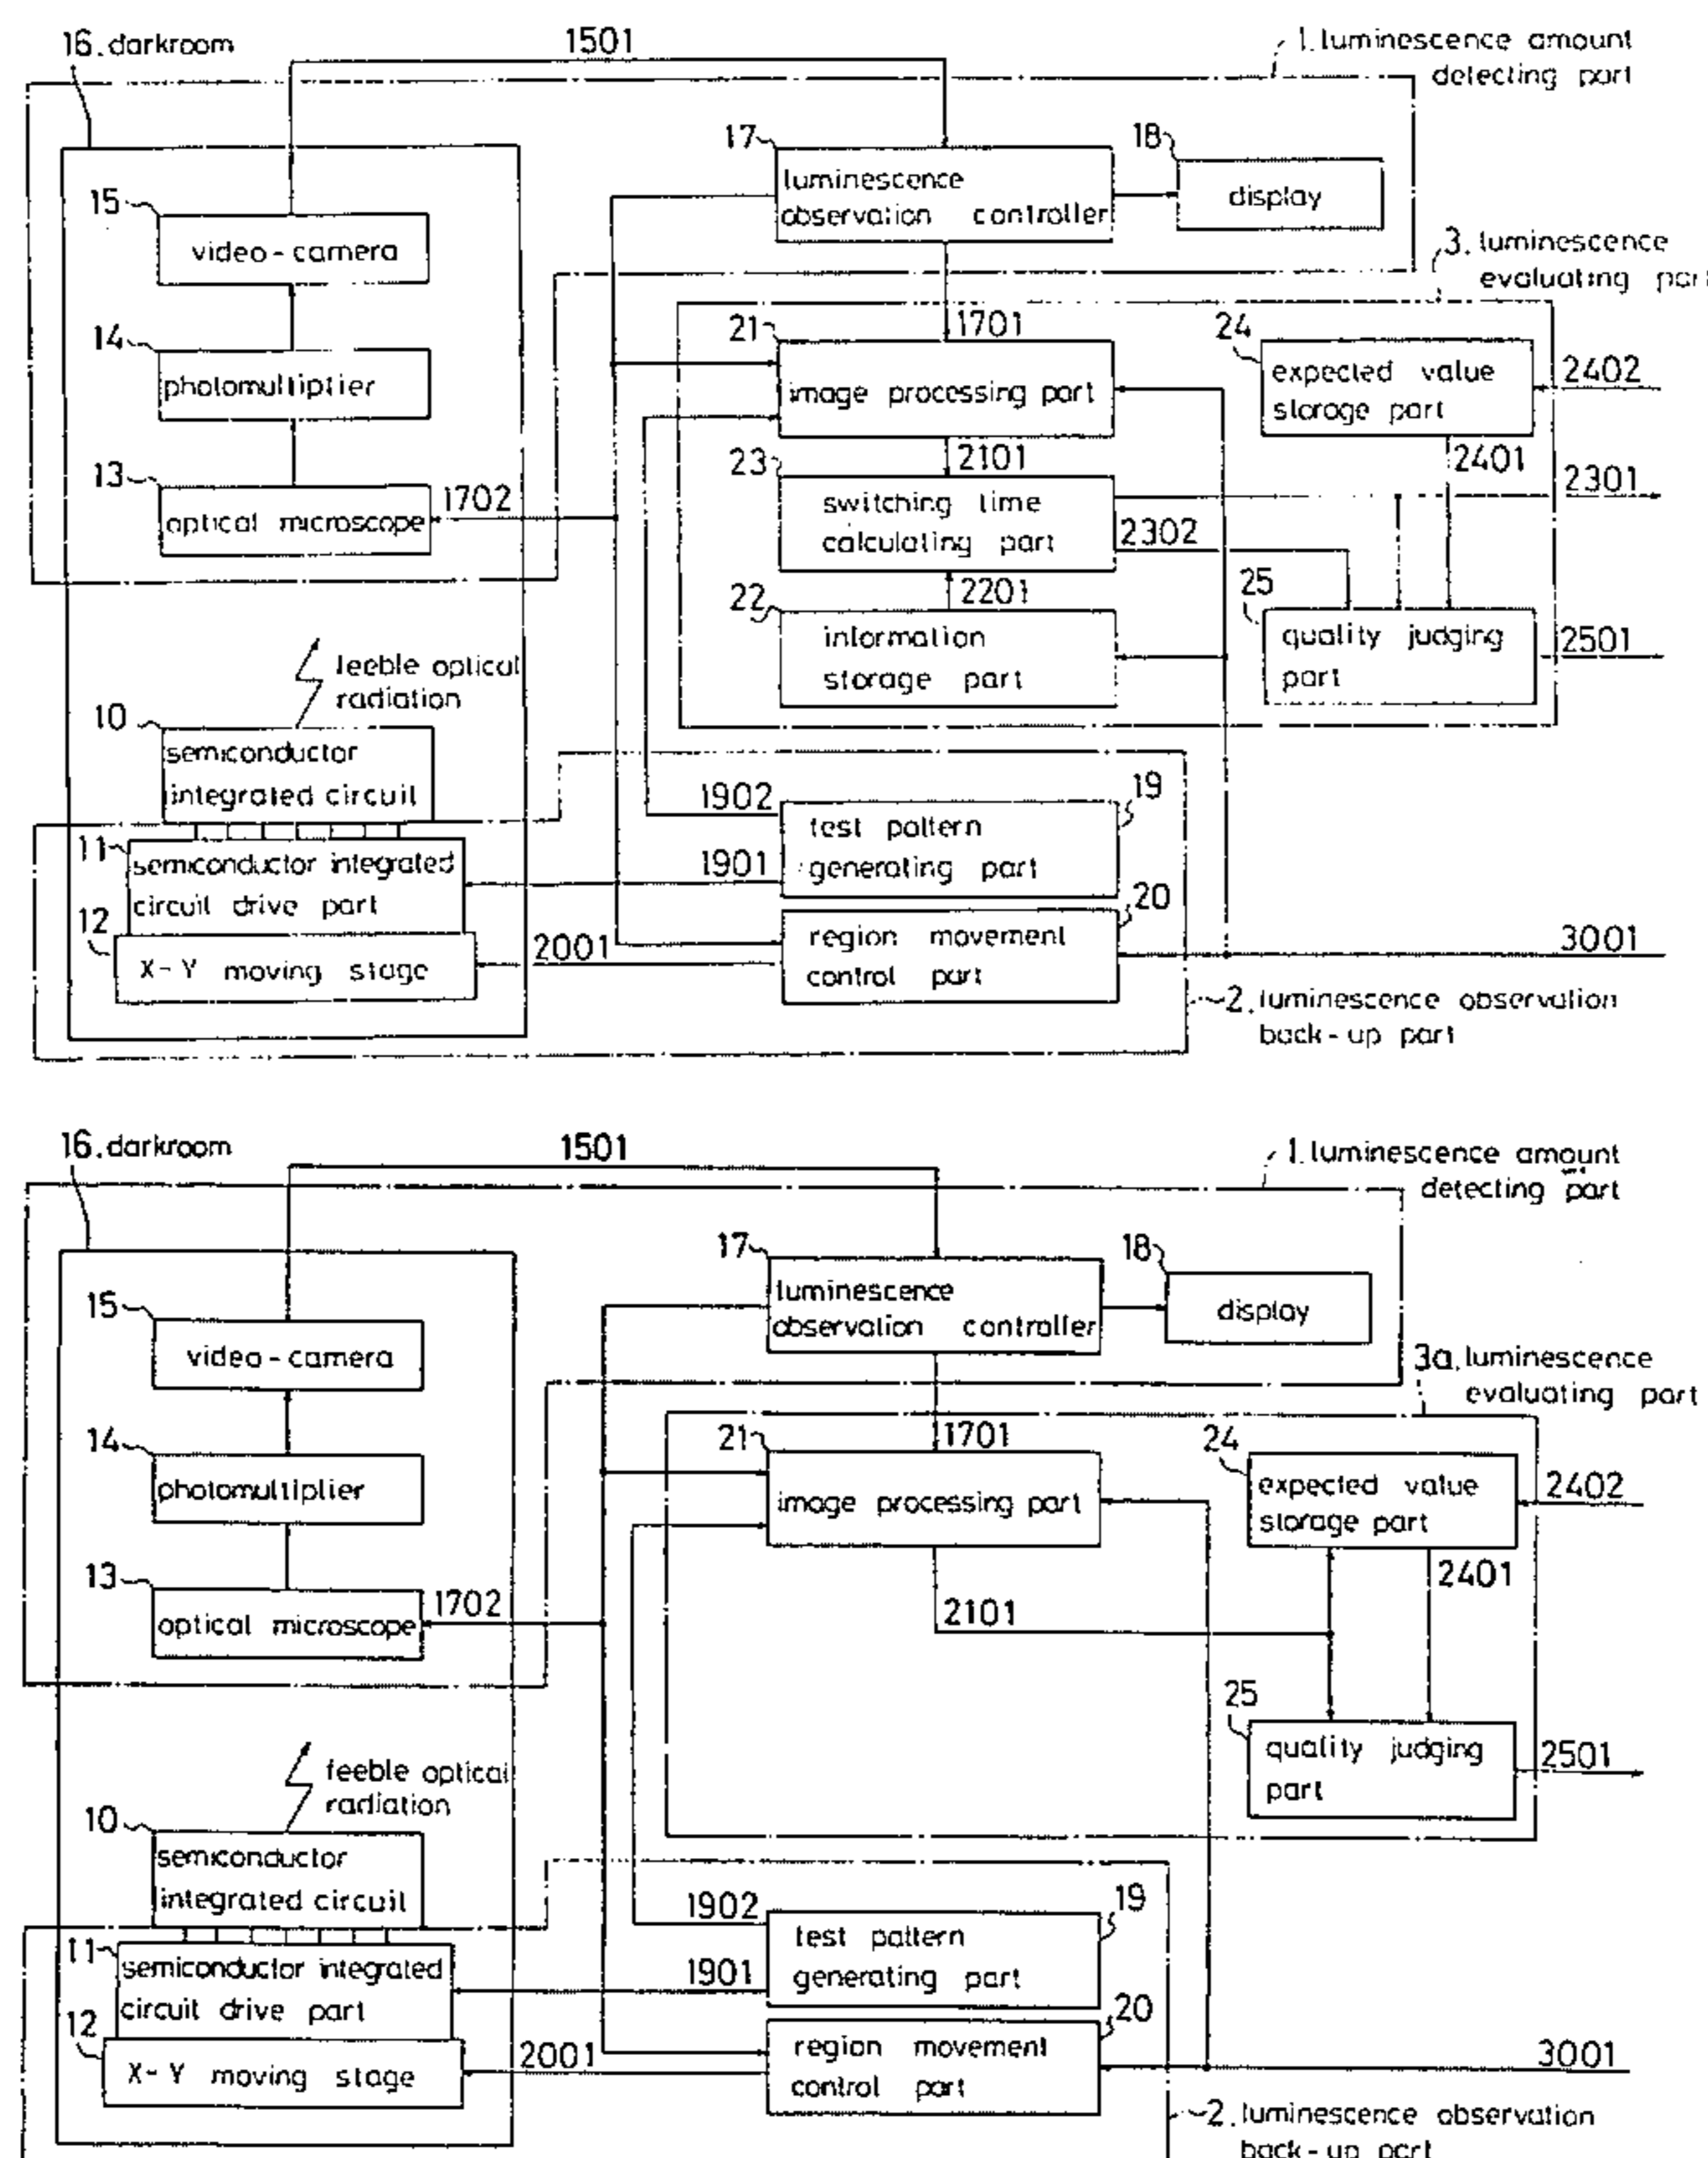 16. darkroom
1501
1. luminescence amount
detecting part
17
luminescence
observation controller
18
display
15
video-camera
3. luminescence
evaluating part
14
photomultiplier
21
1701
image processing part
24
expected value
storage part
2402
2401
13
optical microscope
1702
23
2101
switching time
calculating part
2301
2302
22
2201
information
storage part
25
quality judging
part
2501
feeble optical
radiation
10
semiconductor
integrated circuit
11
semiconductor integrated
circuit drive part
12
X-Y moving stage
1902
1901
19
test pattern
generating part
20
region movement
control part
2001
3001
2. luminescence observation
back-up part
16. darkroom
1501
1. luminescence amount
detecting part
17
luminescence
observation controller
18
display
15
video-camera
3a. luminescence
evaluating part
14
photomultiplier
21
1701
image processing part
24
expected value
storage part
2402
2401
13
optical microscope
1702
2101
25
quality judging
part
2501
feeble optical
radiation
10
semiconductor
integrated circuit
11
semiconductor integrated
circuit drive part
12
X-Y moving stage
1902
1901
19
test pattern
generating part
20
region movement
control part
2001
3001
2. luminescence observation
back-up part